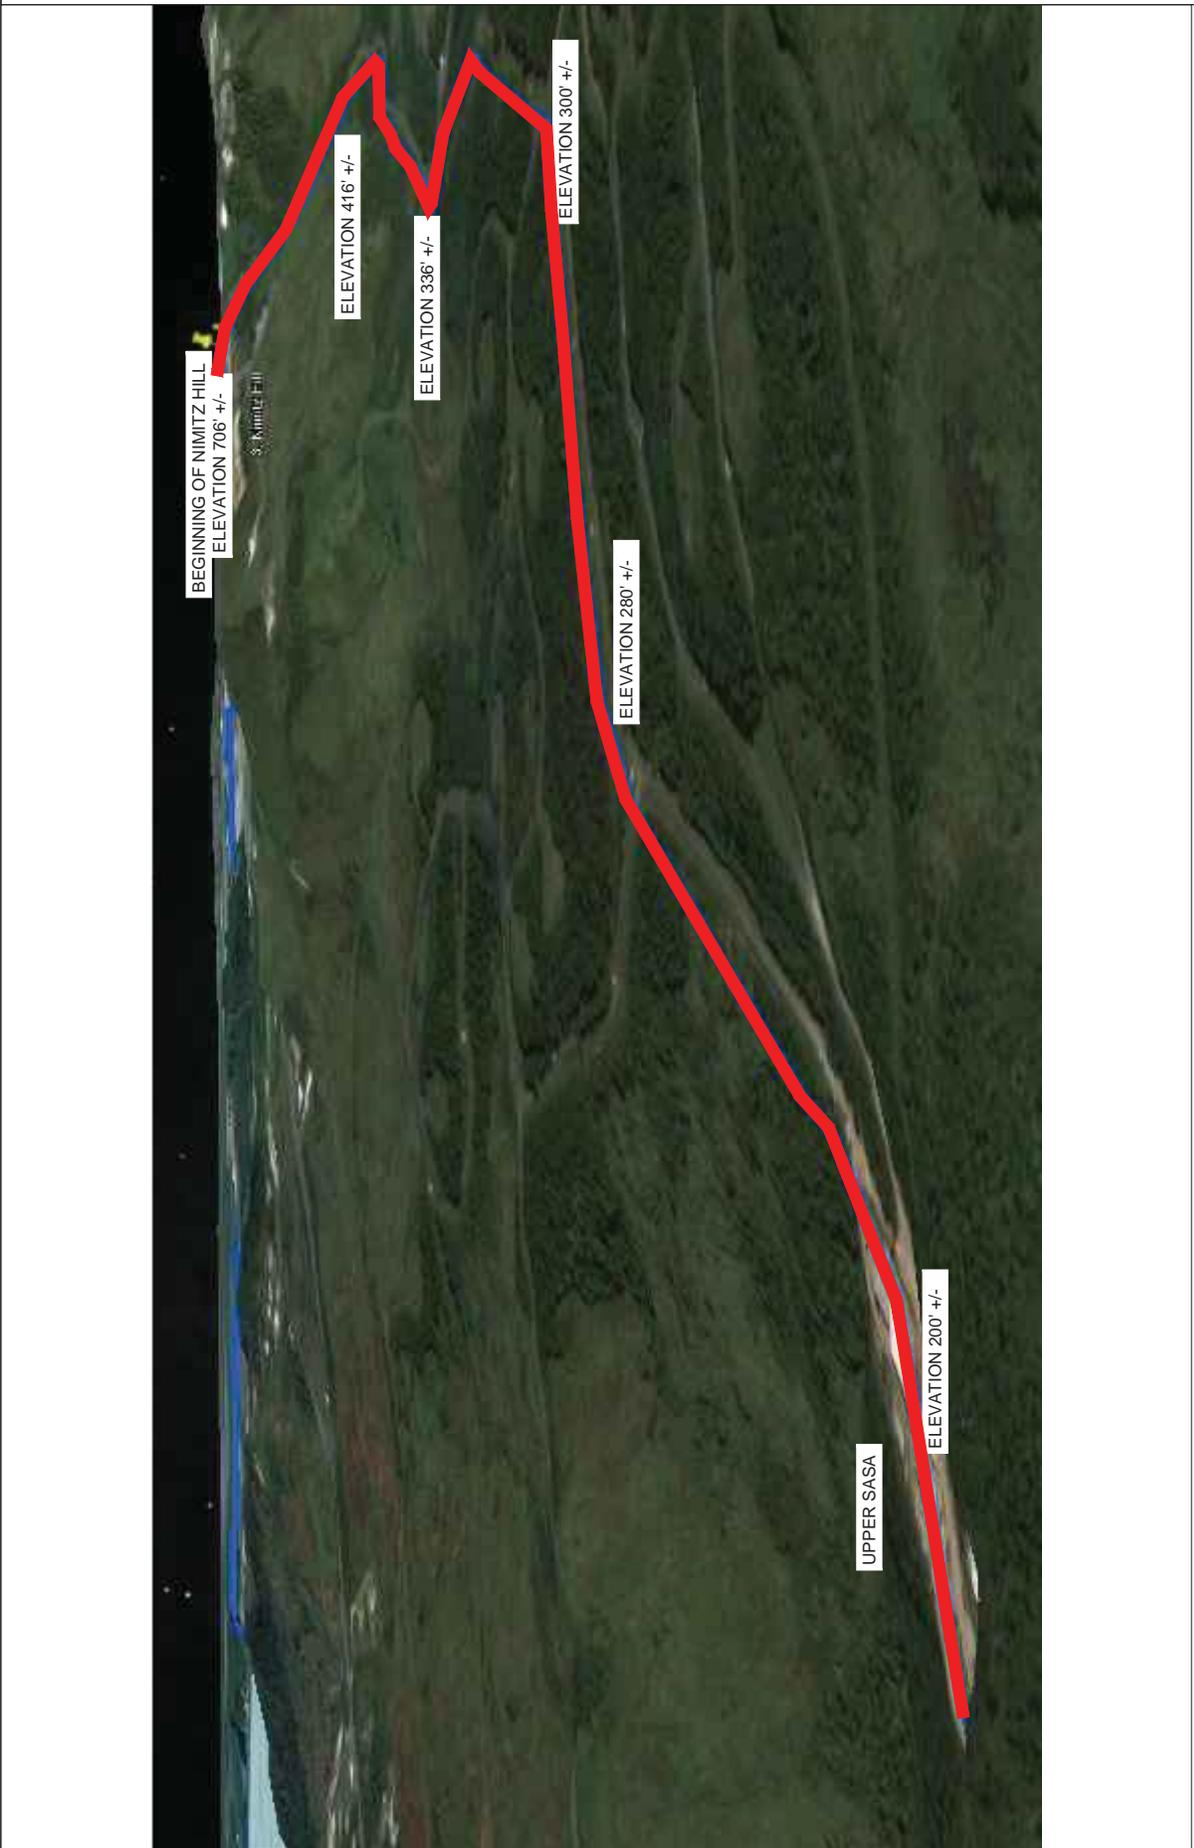 BEGINNING OF NIMITZ HILL
ELEVATION 706' +/-
ELEVATION 416' +/-
ELEVATION 336' +/-
ELEVATION 300' +/-
ELEVATION 280' +/-
UPPER SASA
ELEVATION 200' +/-